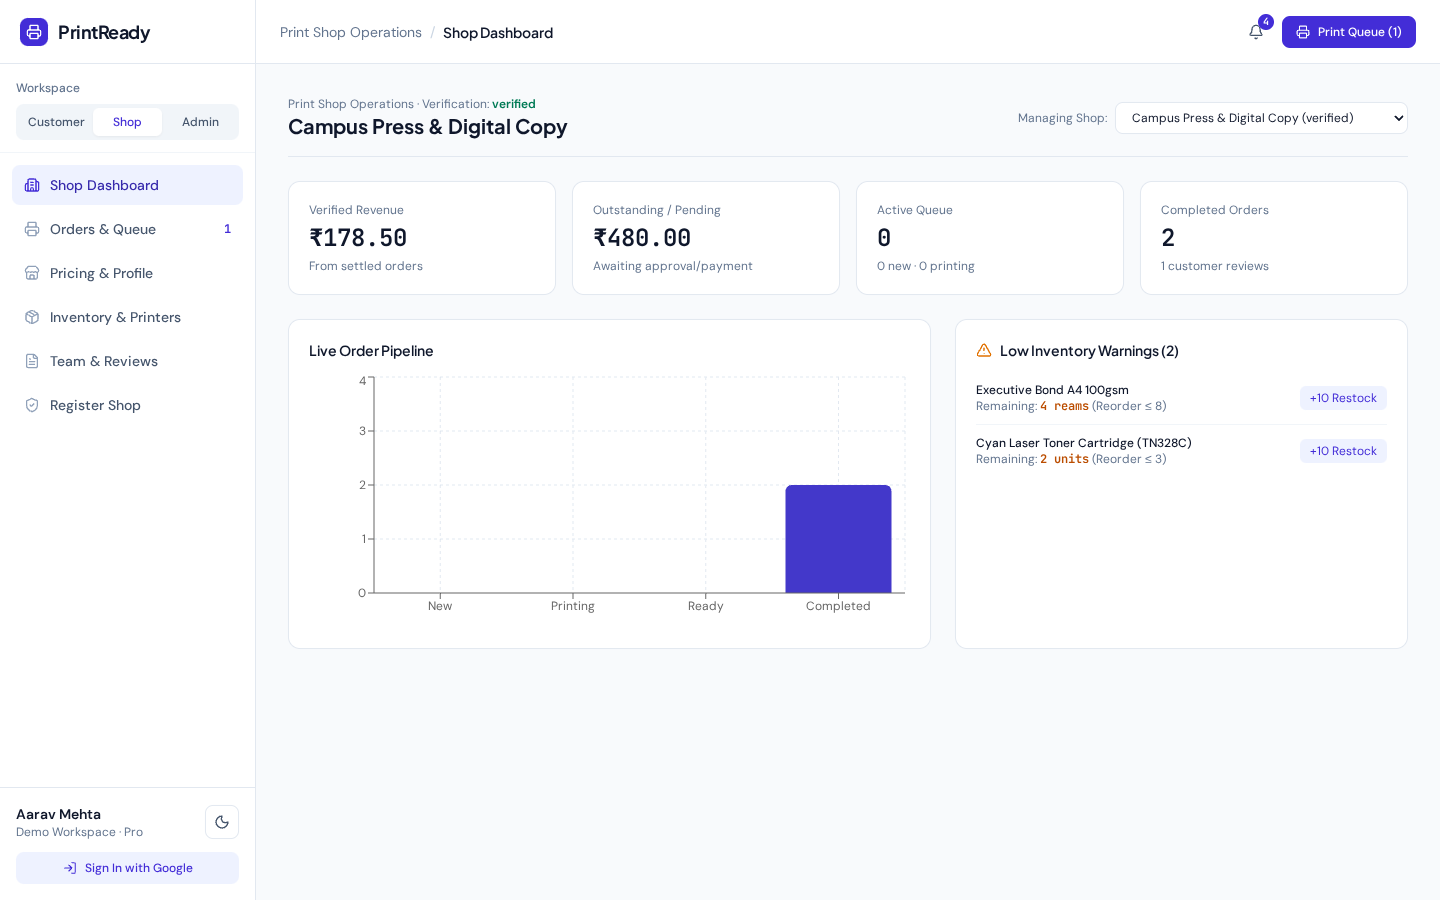 PrintReady
Print Shop Operations / Shop Dashboard
4
Print Queue (1)
Workspace
Customer Shop Admin
Shop Dashboard
Orders & Queue 1
Pricing & Profile
Inventory & Printers
Team & Reviews
Register Shop
Print Shop Operations · Verification: verified
Campus Press & Digital Copy
Managing Shop: Campus Press & Digital Copy (verified)
Verified Revenue
₹178.50
From settled orders
Outstanding / Pending
₹480.00
Awaiting approval/payment
Active Queue
0
0 new · 0 printing
Completed Orders
2
1 customer reviews
Live Order Pipeline
4
3
2
1
0
New Printing Ready Completed
Low Inventory Warnings (2)
Executive Bond A4 100gsm
Remaining: 4 reams (Reorder ≤ 8)
+10 Restock
Cyan Laser Toner Cartridge (TN328C)
Remaining: 2 units (Reorder ≤ 3)
+10 Restock
Aarav Mehta
Demo Workspace · Pro
Sign In with Google